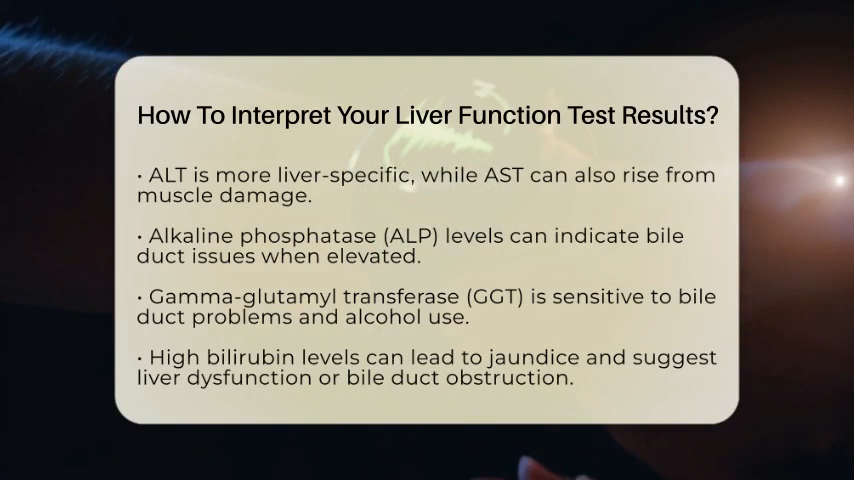 How To Interpret Your Liver Function Test Results?
• ALT is more liver-specific, while AST can also rise from
muscle damage.
• Alkaline phosphatase (ALP) levels can indicate bile
duct issues when elevated.
• Gamma-glutamyl transferase (GGT) is sensitive to bile
duct problems and alcohol use.
• High bilirubin levels can lead to jaundice and suggest
liver dysfunction or bile duct obstruction.